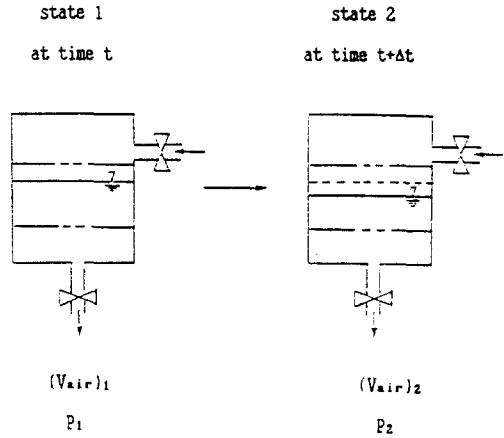 state 1
state 2
at time t
at time t+Δt
(Vair)1
(Vair)2
P1
P2